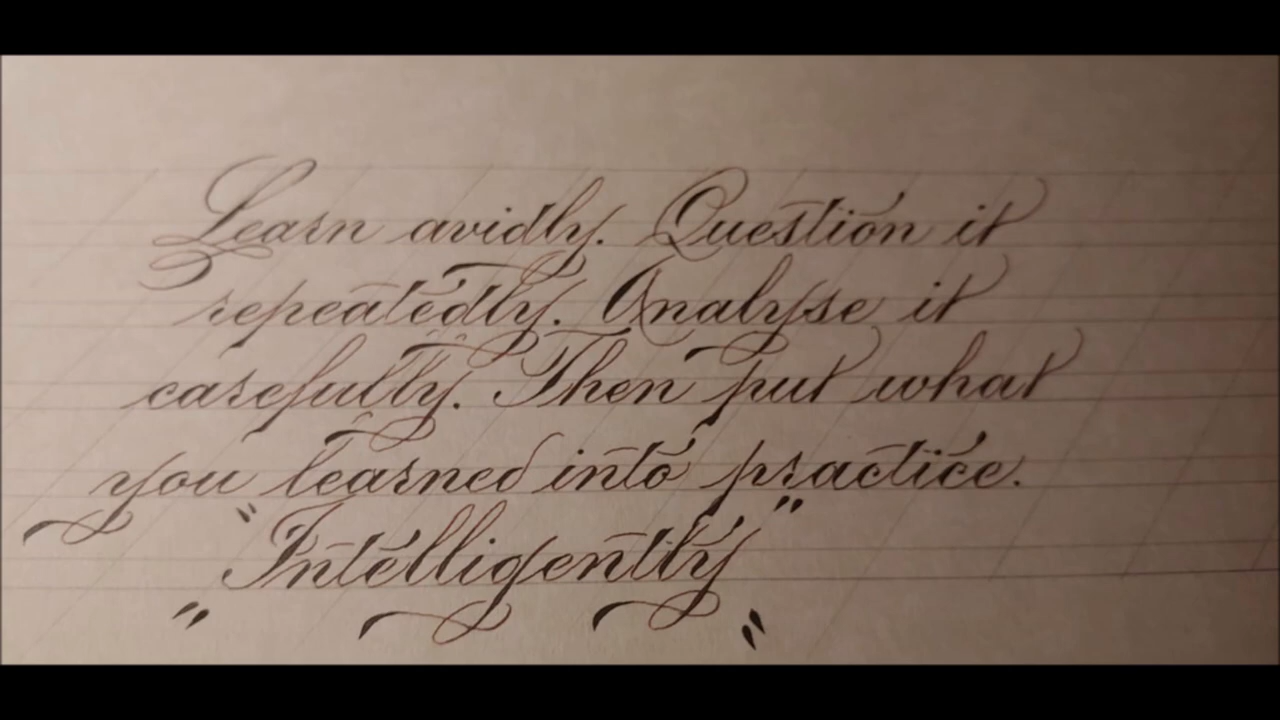 Learn avidly. Question it
repeatedly. Analyse it
carefully. Then put what
you learned into practice.
"Intelligently"